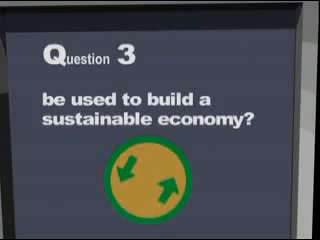 Question 3
be used to build a
sustainable economy?